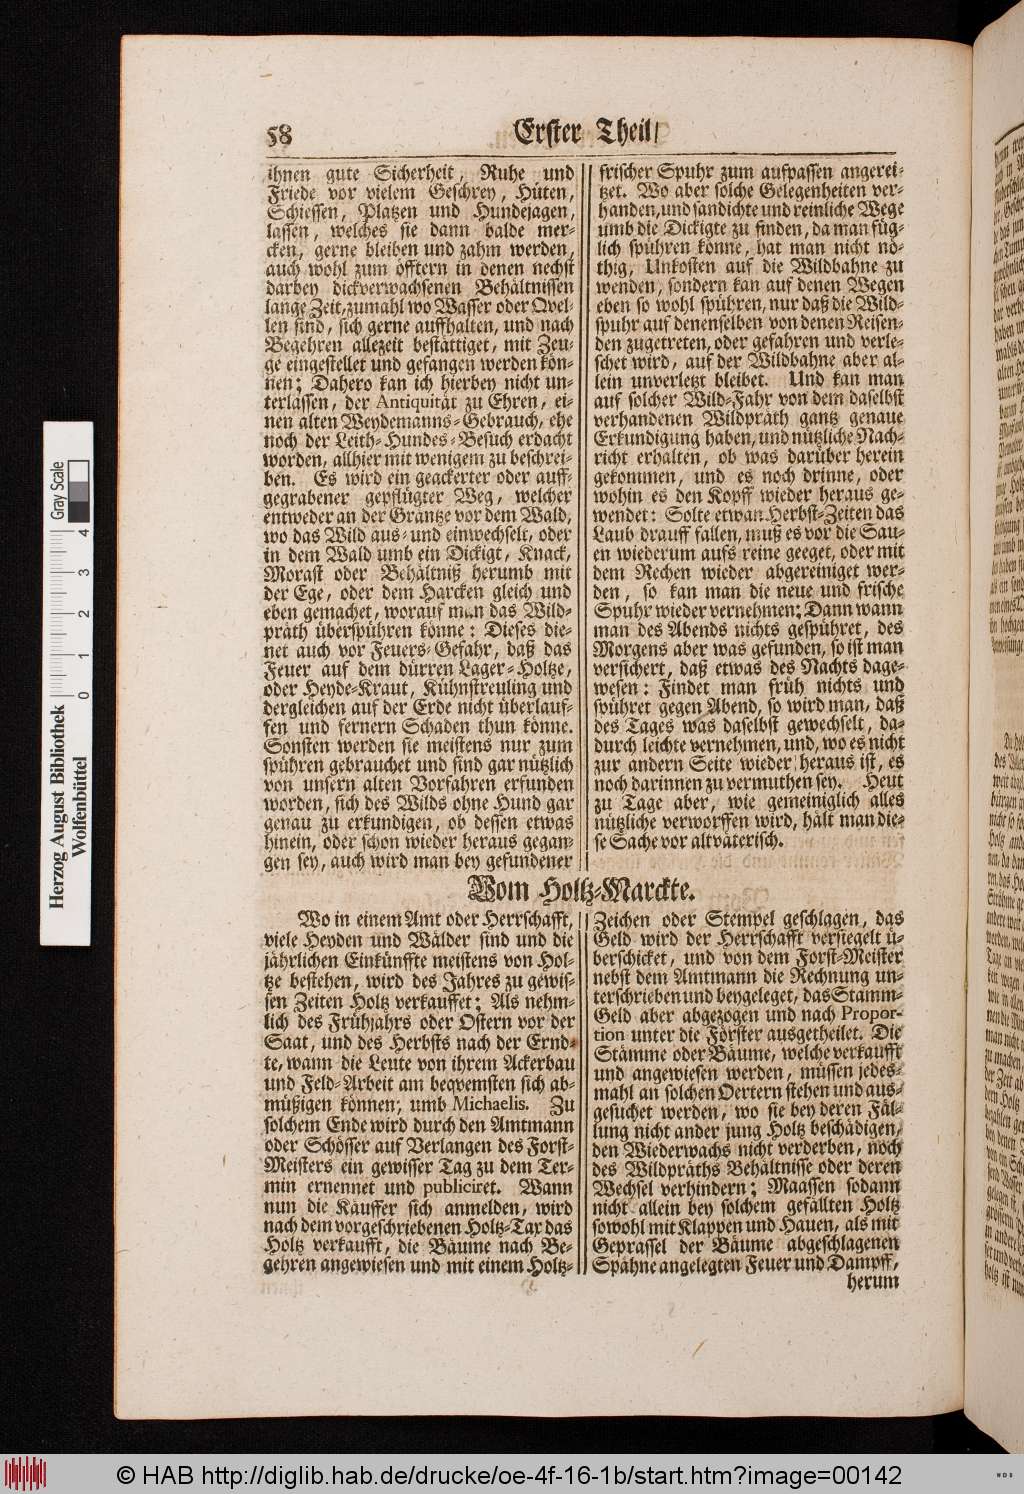 58
Erster Theil/
ihnen gute Sicherheit, Ruhe und
Friede vor vielem Geschrey, Hüten,
Schiessen, Platzen und Hundejagen,
lassen, welches sie dann balde mer-
cken, gerne bleiben und zahm werden,
auch wohl zum öfftern in denen nechst
darbey dickverwachsenen Behältnissen
lange Zeit, zumahl wo Wasser oder Qvel-
len sind, sich gerne auffhalten, und nach
Begehren allezeit bestättiget, mit Zeu-
ge eingestellet und gefangen werden kön-
nen; Dahero kan ich hierbey nicht un-
terlassen, der Antiquität zu Ehren, ei-
nen alten Weydemanns-Gebrauch, ehe
noch der Leith-Hundes-Besuch erdacht
worden, allhier mit wenigem zu beschrei-
ben. Es wird ein geackerter oder auff-
gegrabener gepflügter Weg, welcher
entweder an der Gräntze vor dem Wald,
wo das Wild aus- und einwechselt, oder
in dem Wald umb ein Dickigt, Knack,
Morast oder Behältniß herumb mit
der Ege, oder dem Harcken gleich und
eben gemachet, worauf man das Wild-
präth überspühren könne: Dieses die-
net auch vor Feuers-Gefahr, daß das
Feuer auf dem dürren Lager-Holtze,
oder Heyde-Kraut, Kühnstreuling und
dergleichen auf der Erde nicht überlauf-
fen und fernern Schaden thun könne.
Sonsten werden sie meistens nur zum
spühren gebrauchet und sind gar nützlich
von unsern alten Vorfahren erfunden
worden, sich des Wilds ohne Hund gar
genau zu erkundigen, ob dessen etwas
hinein, oder schon wieder heraus gegan-
gen sey, auch wird man bey gefundener
frischer Spuhr zum aufpassen angerei-
tzet. Wo aber solche Gelegenheiten ver-
handen, und sandichte und reinliche Wege
umb die Dickigte zu finden, da man füg-
lich spühren könne, hat man nicht nö-
thig, Unkosten auf die Wildbahne zu
wenden, sondern kan auf denen Wegen
eben so wohl spühren, nur daß die Wild-
spuhr auf denenselben von denen Reisen-
den zugetreten, oder gefahren und verle-
schet wird, auf der Wildbahne aber al-
lein unverletzt bleibet. Und kan man
auf solcher Wild-Fahr von dem daselbst
verhandenen Wildpräth gantz genaue
Erkundigung haben, und nützliche Nach-
richt erhalten, ob was darüber herein
gekommen, und es noch drinne, oder
wohin es den Kopff wieder heraus ge-
wendet: Solte etwan Herbst-Zeiten das
Laub drauff fallen, muß es vor die Sau-
en wiederum aufs reine geeget, oder mit
dem Rechen wieder abgereiniget wer-
den, so kan man die neue und frische
Spuhr wieder vernehmen; Dann wann
man des Abends nichts gespühret, des
Morgens aber was gefunden, so ist man
versichert, daß etwas des Nachts dage-
wesen: Findet man früh nichts und
spühret gegen Abend, so wird man, daß
des Tages was daselbst gewechselt, da-
durch leichte vernehmen, und, wo es nicht
zur andern Seite wieder heraus ist, es
noch darinnen zu vermuthen sey. Heut
zu Tage aber, wie gemeiniglich alles
nützliche verworffen wird, hält man die-
se Sache vor altväterisch.
Vom Holtz-Marckte.
Wo in einem Amt oder Herrschafft,
viele Heyden und Wälder sind und die
jährlichen Einkünffte meistens von Hol-
tze bestehen, wird des Jahres zu gewis-
sen Zeiten Holtz verkauffet; Als nehm-
lich des Frühjahrs oder Ostern vor der
Saat, und des Herbsts nach der Ernd-
te, wann die Leute von ihrem Ackerbau
und Feld-Arbeit am beqvemsten sich ab-
müßigen können; umb Michaelis. Zu
solchem Ende wird durch den Amtmann
oder Schösser auf Verlangen des Forst-
Meisters ein gewisser Tag zu dem Ter-
min ernennet und publiciret. Wann
nun die Käuffer sich anmelden, wird
nach dem vorgeschriebenen Holtz-Tax das
Holtz verkaufft, die Bäume nach Be-
gehren angewiesen und mit einem Holtz-
Zeichen oder Stempel geschlagen, das
Geld wird der Herrschafft versiegelt ü-
berschicket, und von dem Forst-Meister
nebst dem Amtmann die Rechnung un-
terschrieben und beygeleget, das Stamm-
Geld aber abgezogen und nach Propor-
tion unter die Förster ausgetheilet. Die
Stämme oder Bäume, welche verkaufft
und angewiesen werden, müssen jedes-
mahl an solchen Oertern stehen und aus-
gesuchet werden, wo sie bey deren Fäl-
lung nicht ander jung Holtz beschädigen,
den Wiederwachs nicht verderben, noch
des Wildpräths Behältnisse oder deren
Wechsel verhindern; Maassen sodann
nicht allein bey solchem gefällten Holtz
sowohl mit Klappen und Hauen, als mit
Geprassel der Bäume abgeschlagenen
Spähne angelegten Feuer und Dampff,
herum
Herzog August Bibliothek
Wolfenbüttel
Gray Scale
0 1 2 3 4
© HAB http://diglib.hab.de/drucke/oe-4f-16-1b/start.htm?image=00142